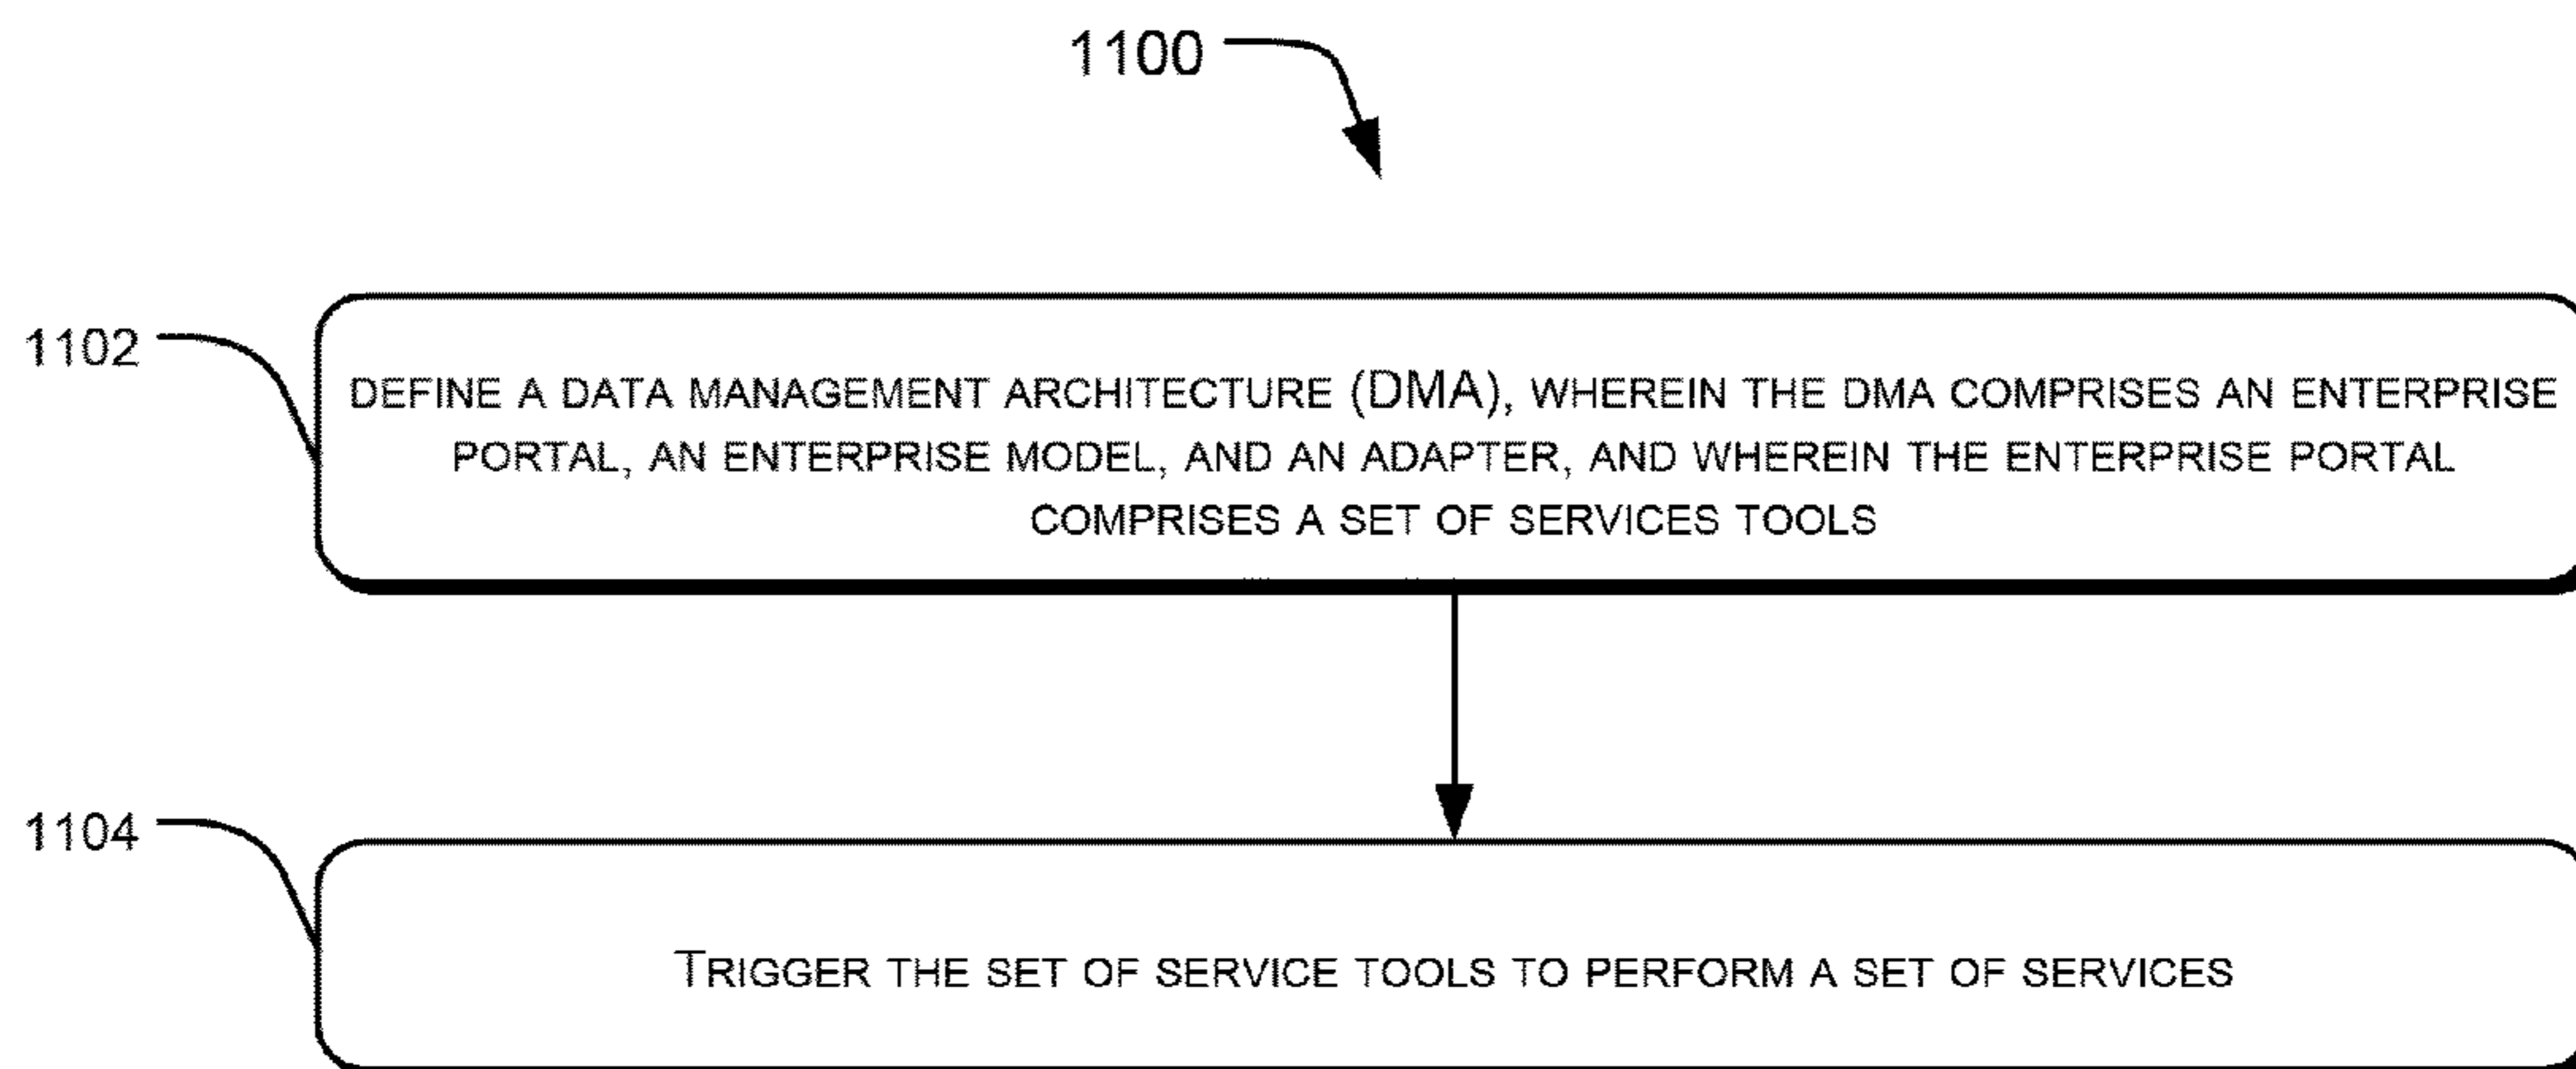 1100
1102
DEFINE A DATA MANAGEMENT ARCHITECTURE (DMA), WHEREIN THE DMA COMPRISES AN ENTERPRISE
PORTAL, AN ENTERPRISE MODEL, AND AN ADAPTER, AND WHEREIN THE ENTERPRISE PORTAL
COMPRISES A SET OF SERVICES TOOLS
1104
TRIGGER THE SET OF SERVICE TOOLS TO PERFORM A SET OF SERVICES